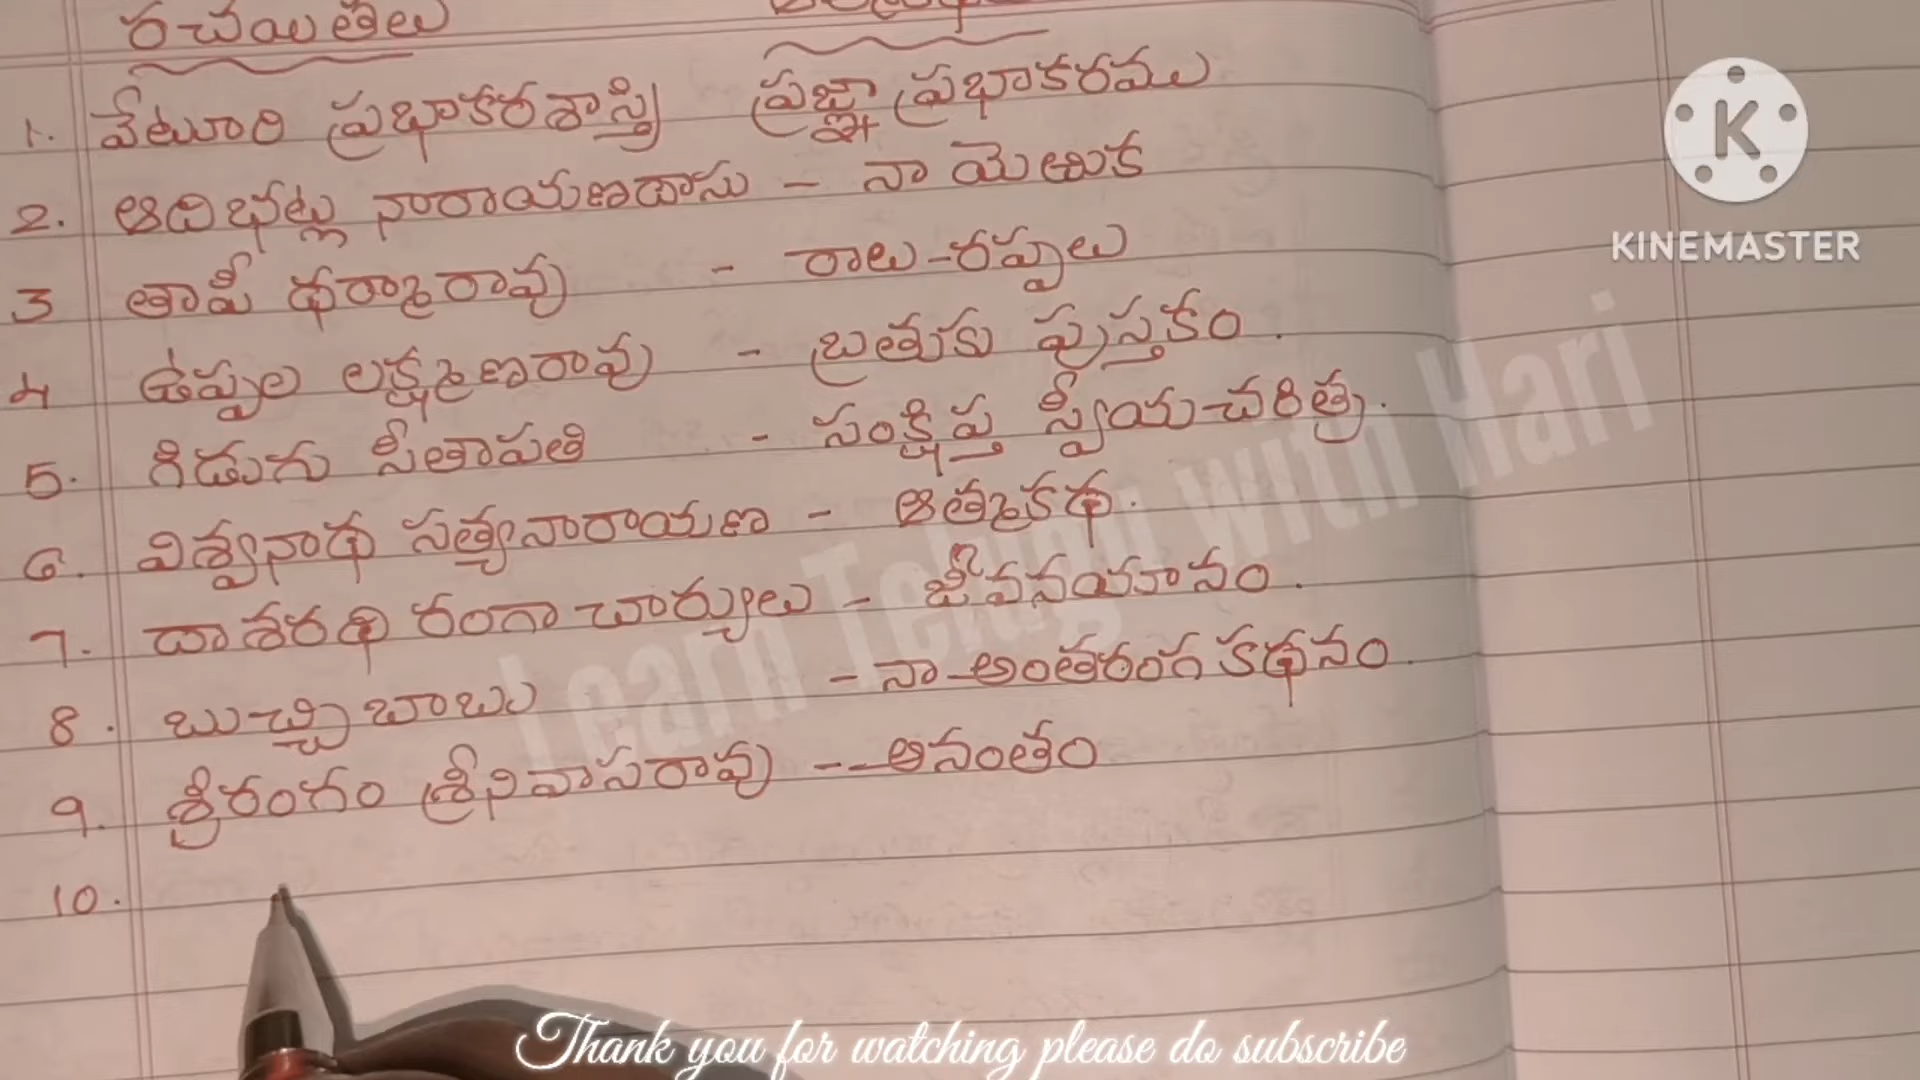 రచయితలు
1. వేటూరి ప్రభాకరశాస్త్రి ప్రజ్ఞా ప్రభాకరము
2. ఆదిభట్ల నారాయణదాసు - నా యెఱుక
3 తాపీ ధర్మారావు - రాలు-రప్పలు
4 ఉప్పల లక్ష్మణరావు - బ్రతుకు పుస్తకం.
5. గిడుగు సీతాపతి - సంక్షిప్త స్వీయచరిత్ర.
6. విశ్వనాథ సత్యనారాయణ - ఆత్మకథ.
7. దాశరథి రంగాచార్యులు - జీవనయానం.
8. బుచ్చిబాబు - నా అంతరంగ కథనం.
9. శ్రీరంగం శ్రీనివాసరావు -- అనంతం
10.
K
KINEMASTER
Learn Telugu with Hari
Thank you for watching please do subscribe